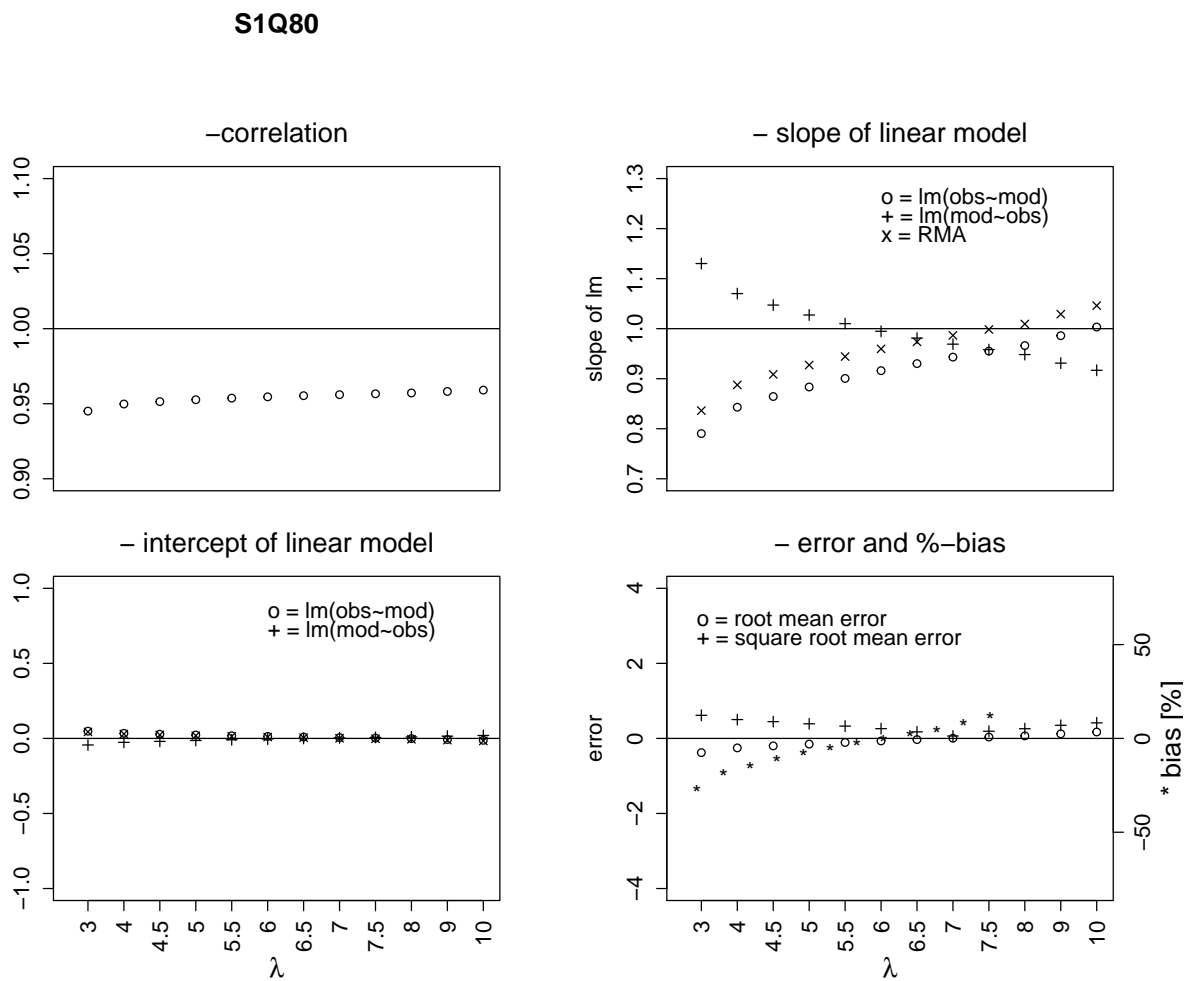 S1Q80
−correlation
0.90 0.95 1.00 1.05 1.10
− slope of linear model
o = lm(obs~mod)
+ = lm(mod~obs)
x = RMA
slope of lm
0.7 0.8 0.9 1.0 1.1 1.2 1.3
− intercept of linear model
o = lm(obs~mod)
+ = lm(mod~obs)
−1.0 −0.5 0.0 0.5 1.0
3 4 4.5 5 5.5 6 6.5 7 7.5 8 9 10
λ
− error and %−bias
o = root mean error
+ = square root mean error
error
−4 −2 0 2 4
−50 0 50
* bias [%]
3 4 4.5 5 5.5 6 6.5 7 7.5 8 9 10
λ